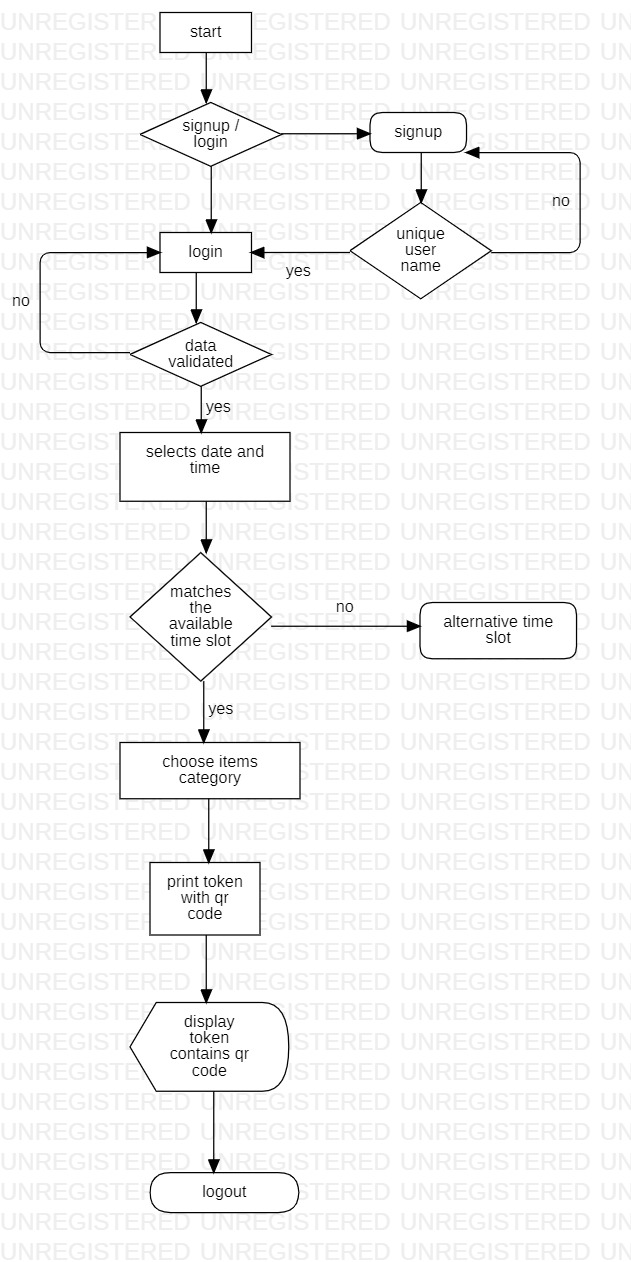 start
signup /
login
signup
no
unique
user
name
login
yes
no
data
validated
yes
selects date and
time
matches
the
available
time slot
no
alternative time
slot
yes
choose items
category
print token
with qr
code
display
token
contains qr
code
logout
UNREGISTERED